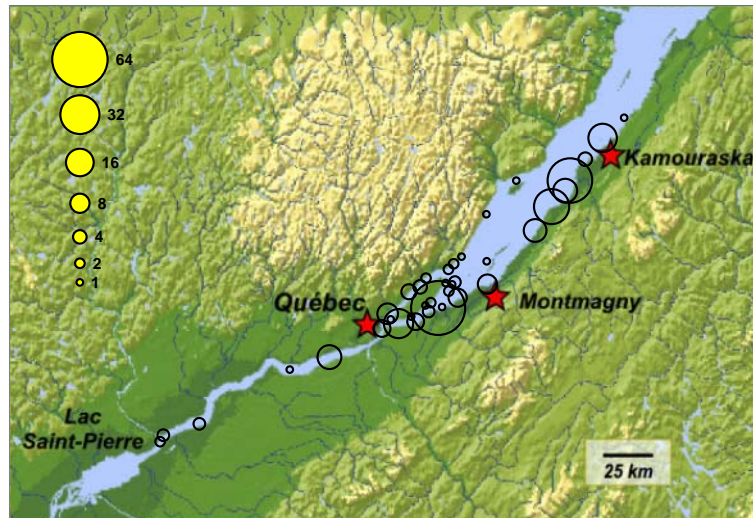 64
32
16
8
4
2
1
Kamouraska
Québec
Montmagny
Lac
Saint-Pierre
25 km